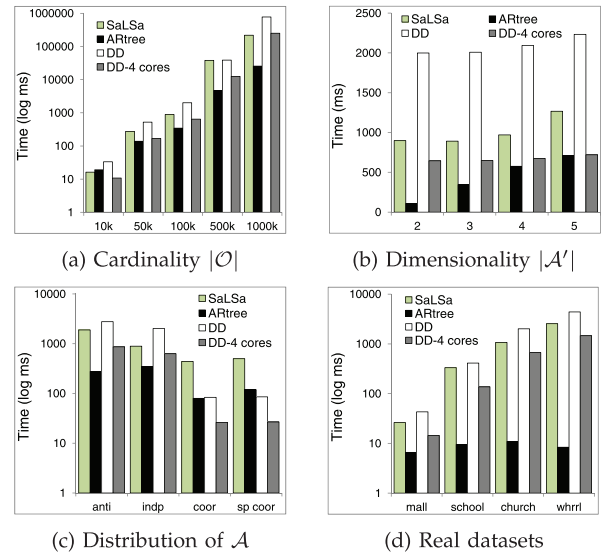 SaLSa
ARtree
DD
DD-4 cores
Time (log ms)
1000000
100000
10000
1000
100
10
1
10k 50k 100k 500k 1000k
(a) Cardinality |𝒪|
SaLSa ARtree
DD DD-4 cores
Time (ms)
2500
2000
1500
1000
500
0
2 3 4 5
(b) Dimensionality |𝒜′|
SaLSa
ARtree
DD
DD-4 cores
Time (log ms)
10000
1000
100
10
1
anti indp coor sp coor
(c) Distribution of 𝒜
SaLSa
ARtree
DD
DD-4 cores
Time (log ms)
10000
1000
100
10
1
mall school church whrrl
(d) Real datasets